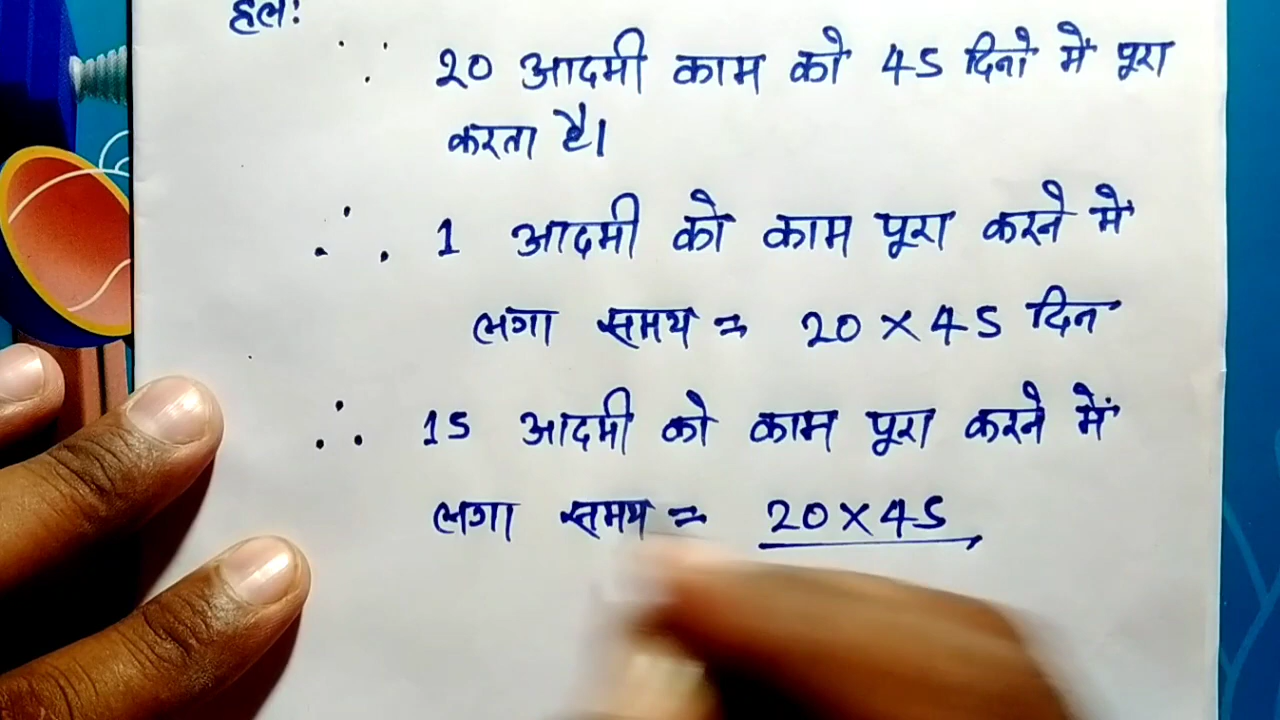 हल:
∵ 20 आदमी काम को 45 दिनो में पूरा
करता है।
∴ 1 आदमी को काम पूरा करने में
लगा समय = 20 × 45 दिन
∴ 15 आदमी को काम पूरा करने में
लगा समय = 20 × 45